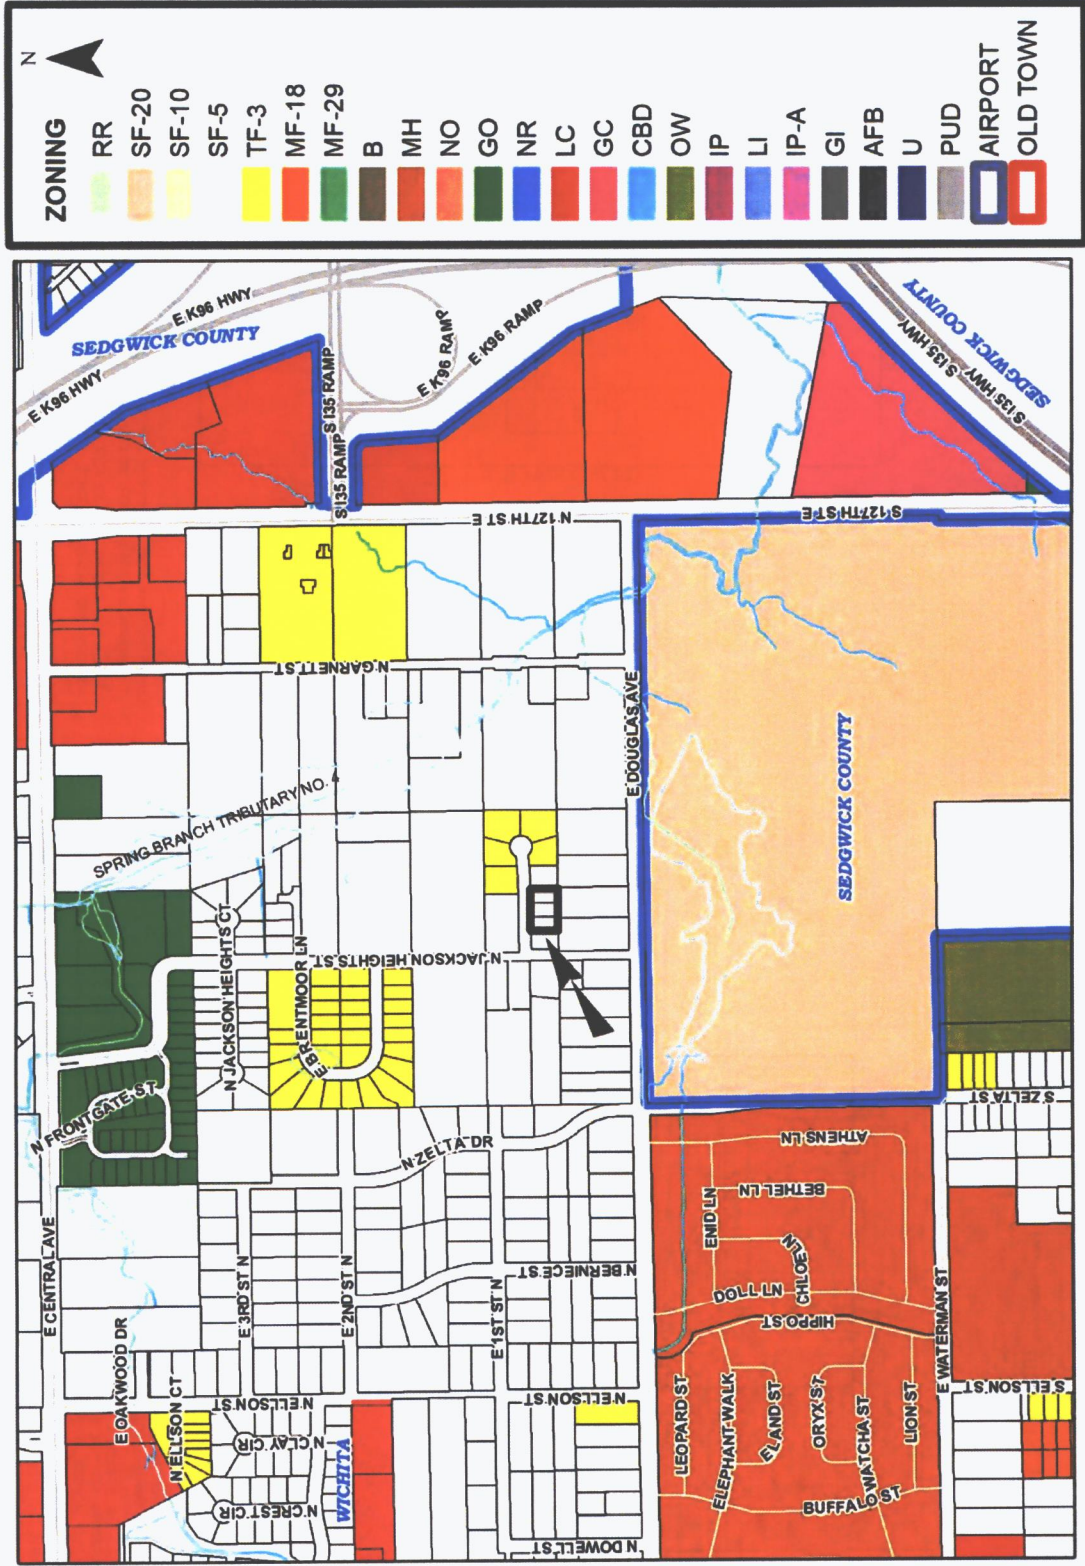 N
ZONING
RR
SF-20
SF-10
SF-5
TF-3
MF-18
MF-29
B
MH
NO
GO
NR
LC
GC
CBD
OW
IP
LI
IP-A
GI
AFB
U
PUD
AIRPORT
OLD TOWN
E K96 HWY
E K96 HWY
SEDGWICK COUNTY
S I35 RAMP
S I35 RAMP
E K96 RAMP
E K96 RAMP
SEDGWICK COUNTY
S I35 HWY
S I35 HWY
SEDGWICK COUNTY
N 127TH ST E
S 127TH ST E
N GARNETT ST
E DOUGLAS AVE
SPRING BRANCH TRIBUTARY NO. 4
SEDGWICK COUNTY
N JACKSON HEIGHTS CT
N JACKSON HEIGHTS ST
E BRENTMOOR LN
N FRONTGATE ST
N ZELTA DR
S ZELTA ST
E CENTRAL AVE
E 3RD ST N
E 2ND ST N
E 1ST ST N
N BERNIECE ST
ATHENS LN
BETHEL LN
ENID LN
CHLOE LN
DOLL LN
HIPPO ST
E WATERMAN ST
E OAKWOOD DR
N ELLSON CT
N ELLSON ST
N ELLSON ST
S ELLSON ST
N CLAY CIR
N CREST CIR
WICHITA
N DOWELL ST
LEOPARD ST
ELEPHANT-WALK
ELAND ST
ORYX ST
WATCHA ST
LION ST
BUFFALO ST